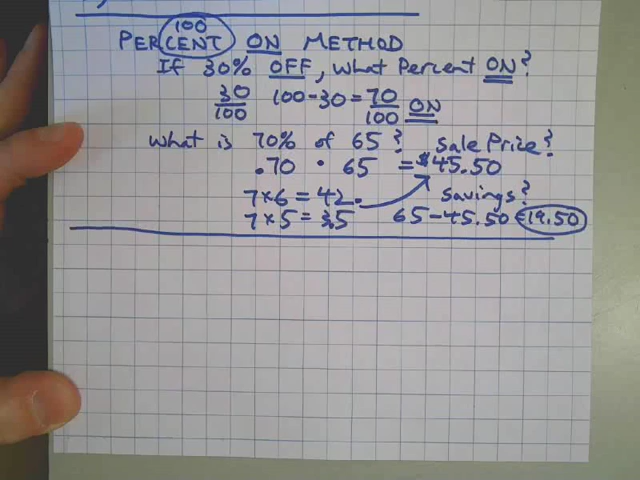 100
PERCENT ON METHOD
If 30% OFF, what Percent ON?
30/100 100-30=70/100 ON
what is 70% of 65? Sale Price?
.70 • 65 = $45.50
7×6=42. Savings?
7×5=3.5 65-45.50=19.50